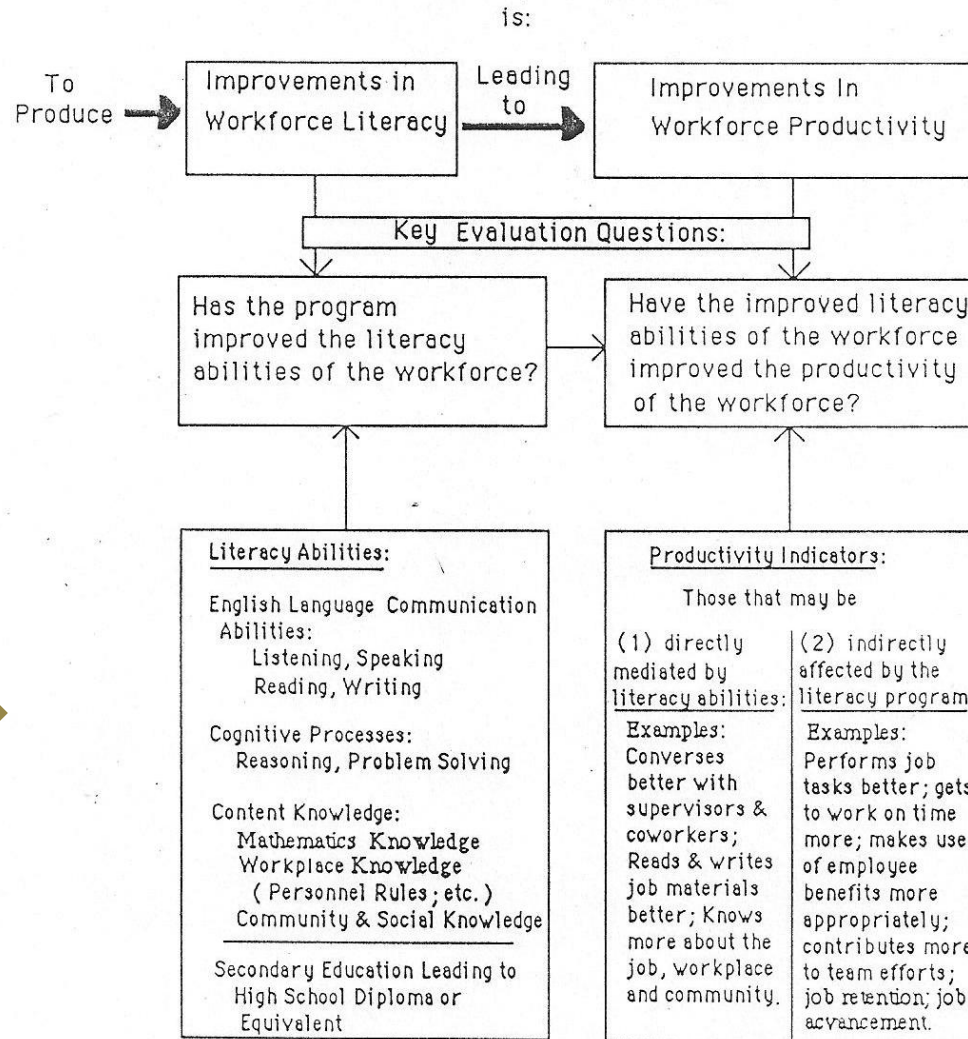 is:
To
Produce
Improvements in
Workforce Literacy
Leading
to
Improvements In
Workforce Productivity
Key Evaluation Questions:
Has the program
improved the literacy
abilities of the workforce?
Have the improved literacy
abilities of the workforce
improved the productivity
of the workforce?
Literacy Abilities:
English Language Communication
Abilities:
Listening, Speaking
Reading, Writing
Cognitive Processes:
Reasoning, Problem Solving
Content Knowledge:
Mathematics Knowledge
Workplace Knowledge
( Personnel Rules; etc. )
Community & Social Knowledge
Secondary Education Leading to
High School Diploma or
Equivalent
Productivity Indicators:
Those that may be
(1) directly
mediated by
literacy abilities:
Examples:
Converses
better with
supervisors &
coworkers;
Reads & writes
job materials
better; Knows
more about the
job, workplace
and community.
(2) indirectly
affected by the
literacy program
Examples:
Performs job
tasks better; gets
to work on time
more; makes use
of employee
benefits more
appropriately;
contributes more
to team efforts;
job retention; job
acvancement.